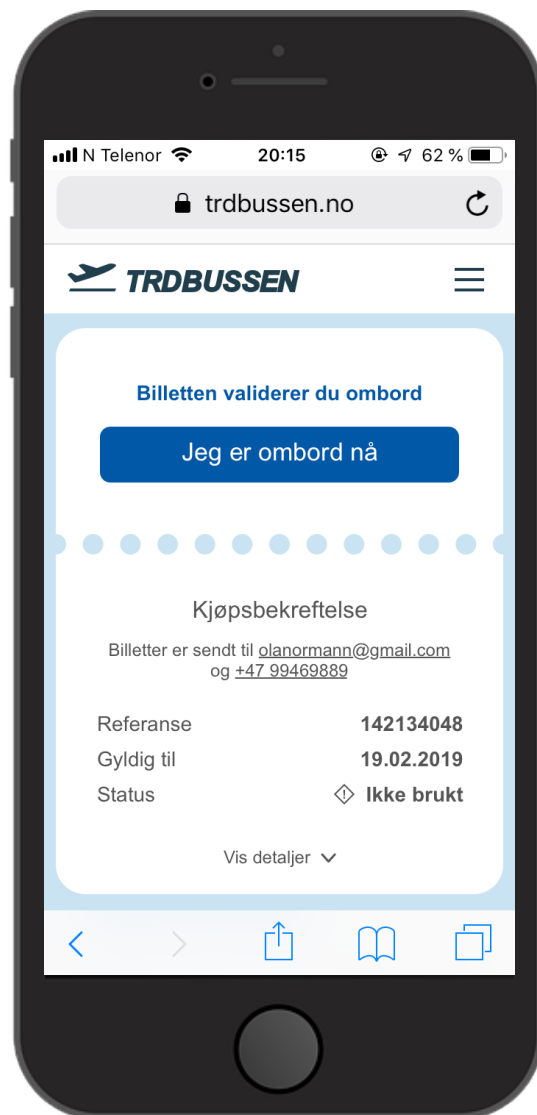 N Telenor 20:15 62 %
trdbussen.no
TRDBUSSEN
Billetten validerer du ombord
Jeg er ombord nå
Kjøpsbekreftelse
Billetter er sendt til olanormann@gmail.com
og +47 99469889
Referanse 142134048
Gyldig til 19.02.2019
Status Ikke brukt
Vis detaljer